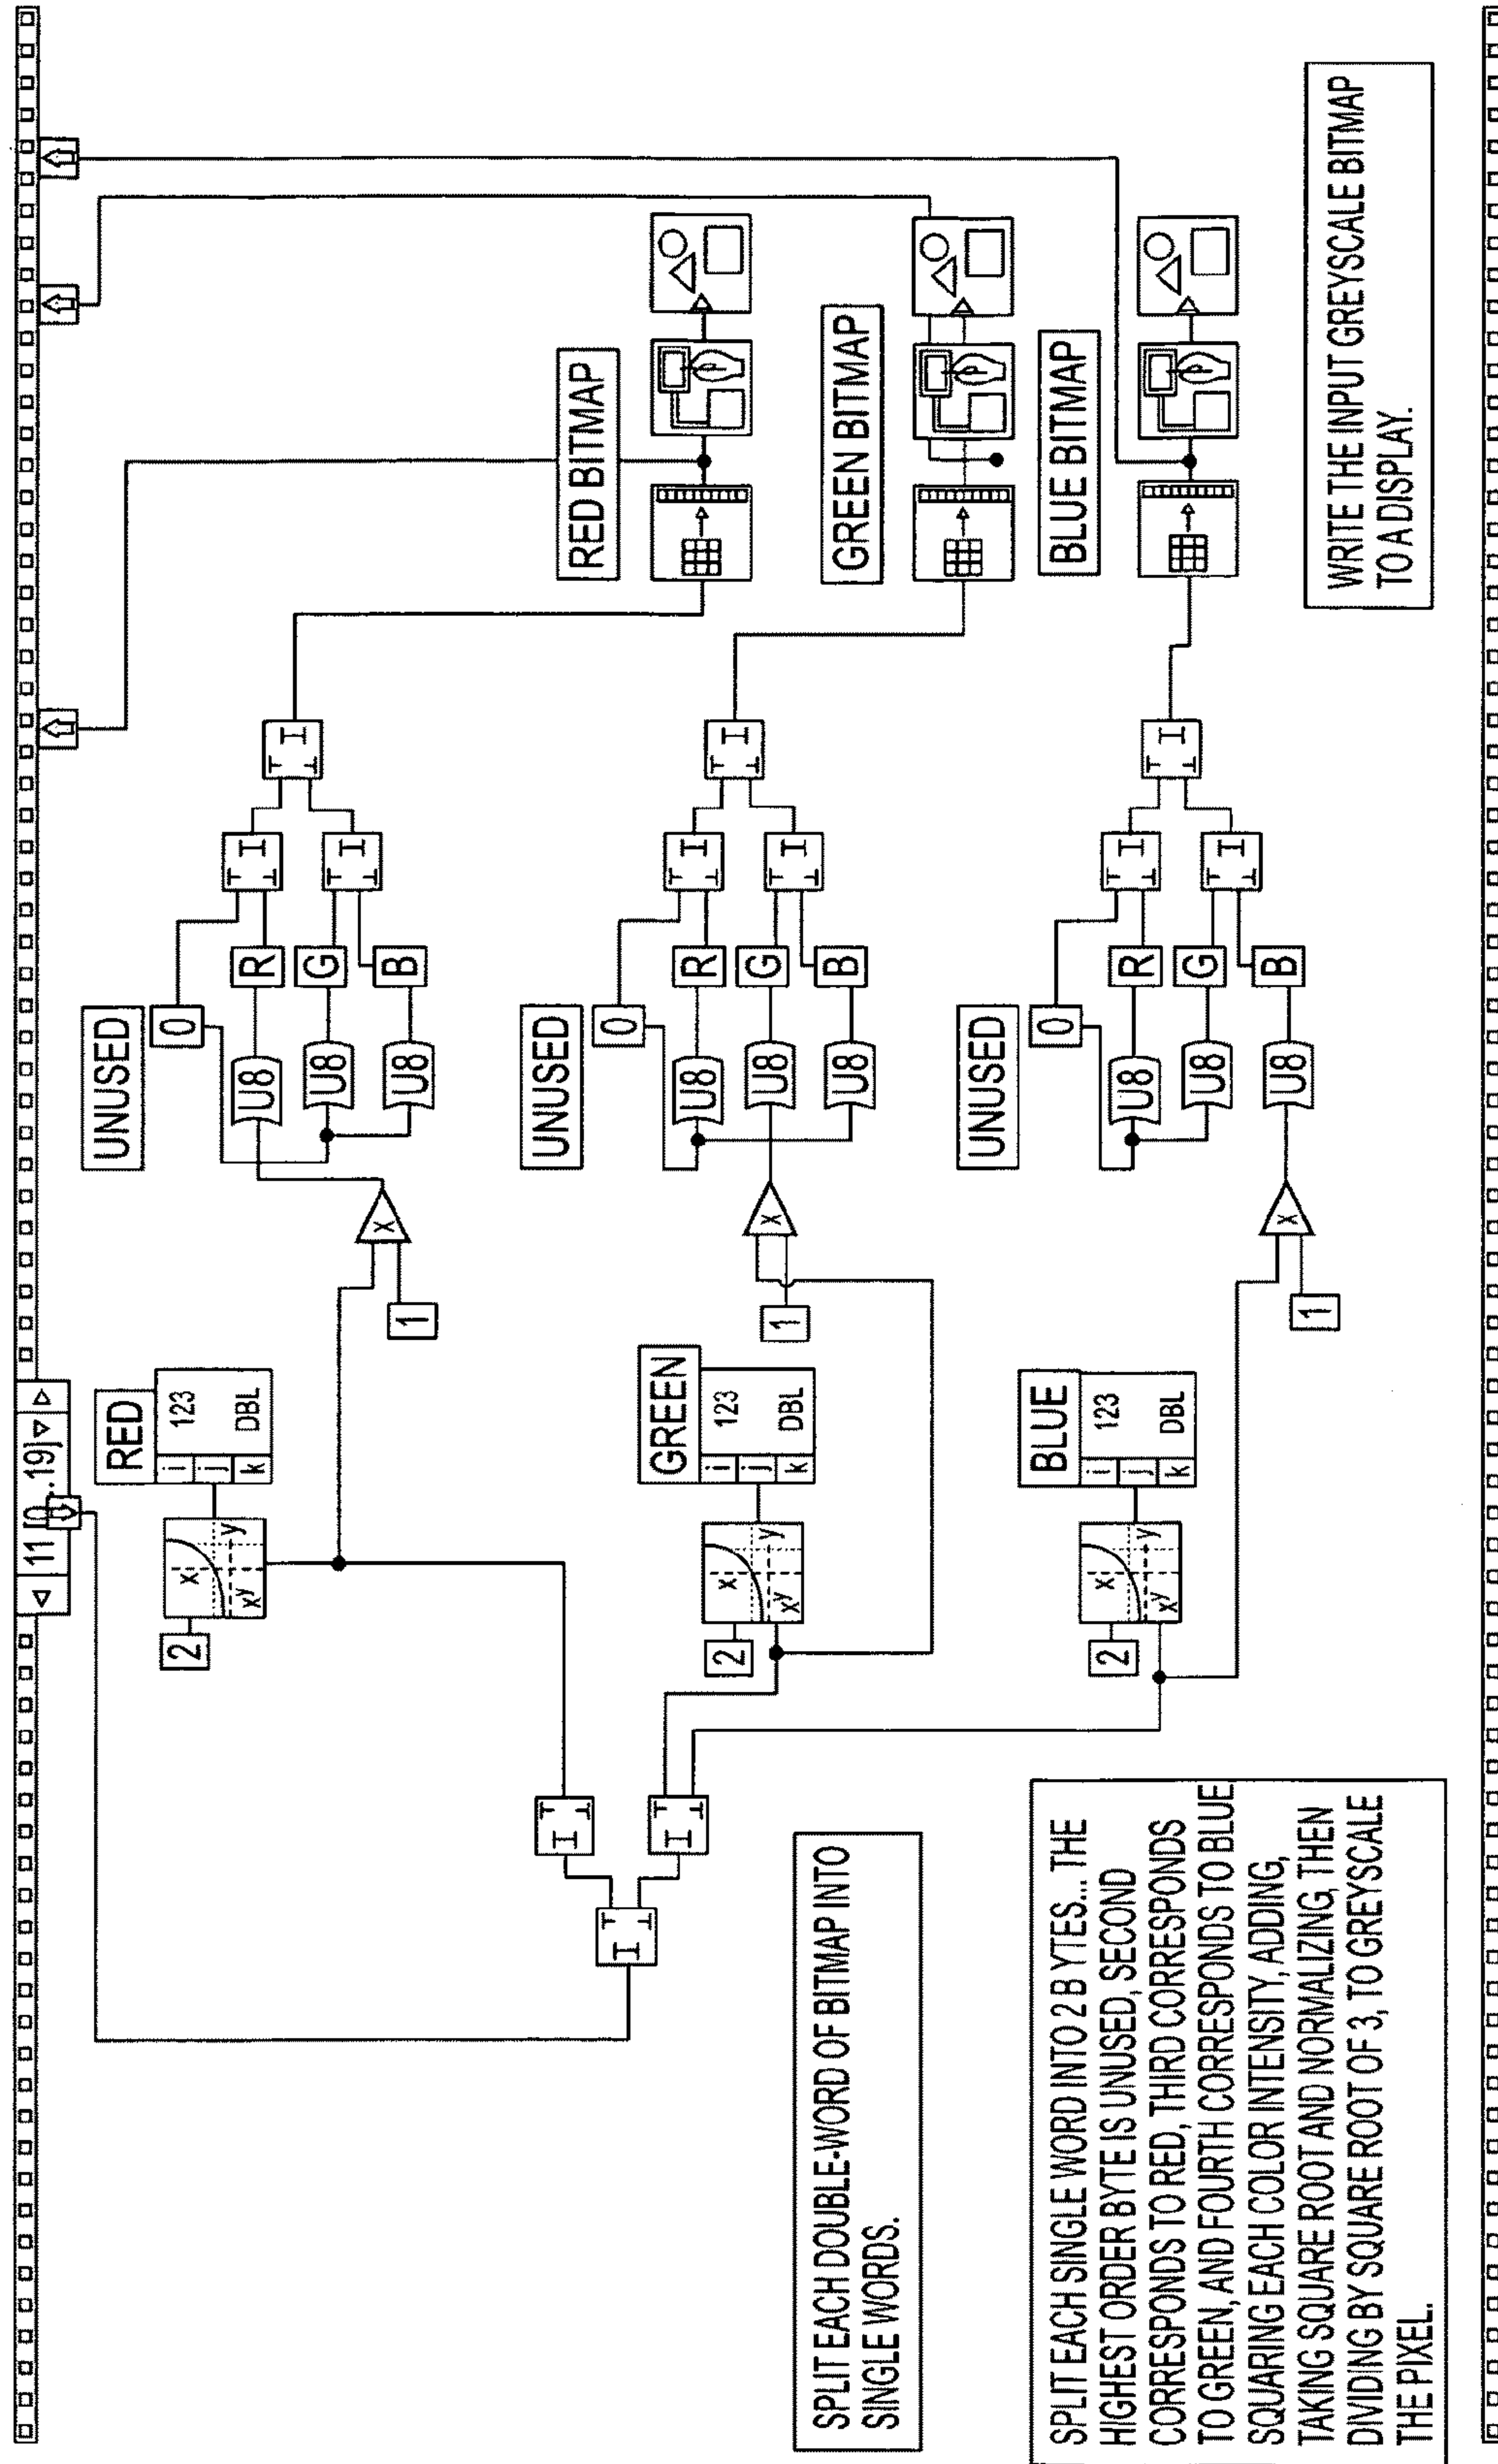 11 [0..19]
RED
i
j
k
123
DBL
2
x
x^y
y
1
x
UNUSED
0
U8
U8
U8
R
G
B
RED BITMAP
GREEN
i
j
k
123
DBL
2
x
x^y
y
1
x
UNUSED
0
U8
U8
U8
R
G
B
GREEN BITMAP
BLUE
i
j
k
123
DBL
2
x
x^y
y
1
x
UNUSED
0
U8
U8
U8
R
G
B
BLUE BITMAP
SPLIT EACH DOUBLE-WORD OF BITMAP INTO
SINGLE WORDS.
SPLIT EACH SINGLE WORD INTO 2 BYTES... THE
HIGHEST ORDER BYTE IS UNUSED, SECOND
CORRESPONDS TO RED, THIRD CORRESPONDS
TO GREEN, AND FOURTH CORRESPONDS TO BLUE
SQUARING EACH COLOR INTENSITY, ADDING,
TAKING SQUARE ROOT AND NORMALIZING, THEN
DIVIDING BY SQUARE ROOT OF 3, TO GREYSCALE
THE PIXEL.
WRITE THE INPUT GREYSCALE BITMAP
TO A DISPLAY.